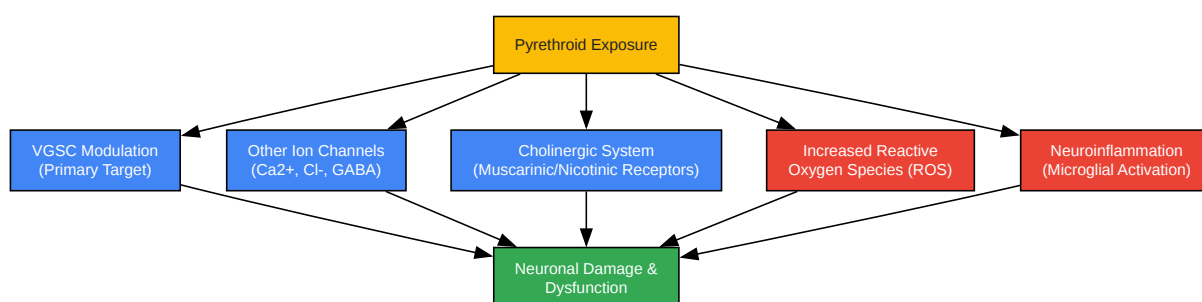 Pyrethroid Exposure
VGSC Modulation
(Primary Target)
Other Ion Channels
(Ca2+, Cl-, GABA)
Cholinergic System
(Muscarinic/Nicotinic Receptors)
Increased Reactive
Oxygen Species (ROS)
Neuroinflammation
(Microglial Activation)
Neuronal Damage &
Dysfunction